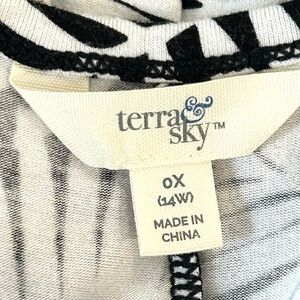 terra &
sky™
0X
(14W)
MADE IN
CHINA